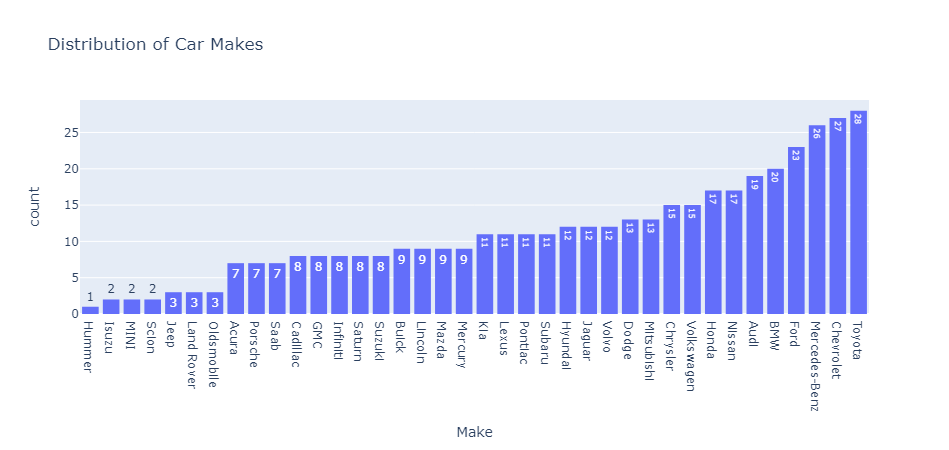 Distribution of Car Makes
count
25
20
15
10
5
0
1 2 2 2 3 3 3 7 7 7 8 8 8 8 8 9 9 9 9 11 11 11 11 12 12 12 13 13 15 15 17 17 19 20 23 26 27 28
Hummer
Isuzu
MINI
Scion
Jeep
Land Rover
Oldsmobile
Acura
Porsche
Saab
Cadillac
GMC
Infiniti
Saturn
Suzuki
Buick
Lincoln
Mazda
Mercury
Kia
Lexus
Pontiac
Subaru
Hyundai
Jaguar
Volvo
Dodge
Mitsubishi
Chrysler
Volkswagen
Honda
Nissan
Audi
BMW
Ford
Mercedes-Benz
Chevrolet
Toyota
Make